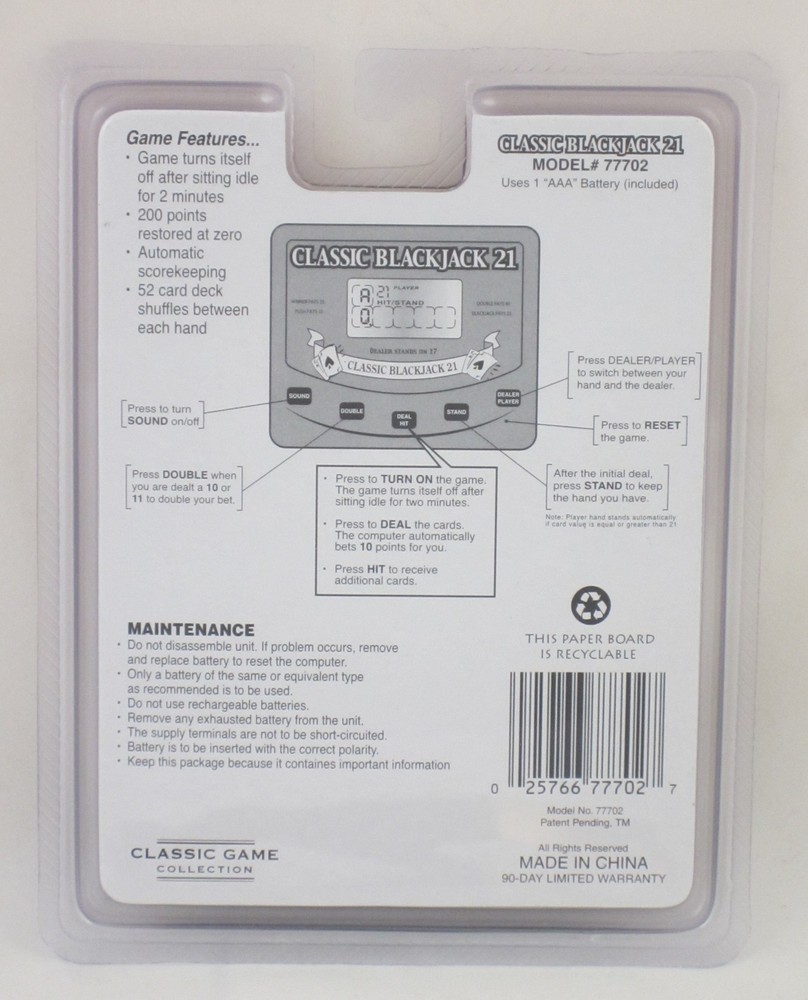 Game Features...
• Game turns itself
off after sitting idle
for 2 minutes
• 200 points
restored at zero
• Automatic
scorekeeping
• 52 card deck
shuffles between
each hand
CLASSIC BLACKJACK 21
MODEL# 77702
Uses 1 "AAA" Battery (included)
CLASSIC BLACKJACK 21
A 21 PLAYER
HIT/STAND
Q
DEALER STANDS ON 17
CLASSIC BLACKJACK 21
SOUND
DOUBLE
DEAL
HIT
STAND
DEALER
PLAYER
Press to turn
SOUND on/off
Press DOUBLE when
you are dealt a 10 or
11 to double your bet.
• Press to TURN ON the game.
The game turns itself off after
sitting idle for two minutes.
• Press to DEAL the cards.
The computer automatically
bets 10 points for you.
• Press HIT to receive
additional cards.
Press DEALER/PLAYER
to switch between your
hand and the dealer.
Press to RESET
the game.
After the initial deal,
press STAND to keep
the hand you have.
Note: Player hand stands automatically
if card value is equal or greater than 21
MAINTENANCE
• Do not disassemble unit. If problem occurs, remove
and replace battery to reset the computer.
• Only a battery of the same or equivalent type
as recommended is to be used.
• Do not use rechargeable batteries.
• Remove any exhausted battery from the unit.
• The supply terminals are not to be short-circuited.
• Battery is to be inserted with the correct polarity.
• Keep this package because it containes important information
CLASSIC GAME
COLLECTION
THIS PAPER BOARD
IS RECYCLABLE
0 25766 77702 7
Model No. 77702
Patent Pending, TM
All Rights Reserved
MADE IN CHINA
90-DAY LIMITED WARRANTY